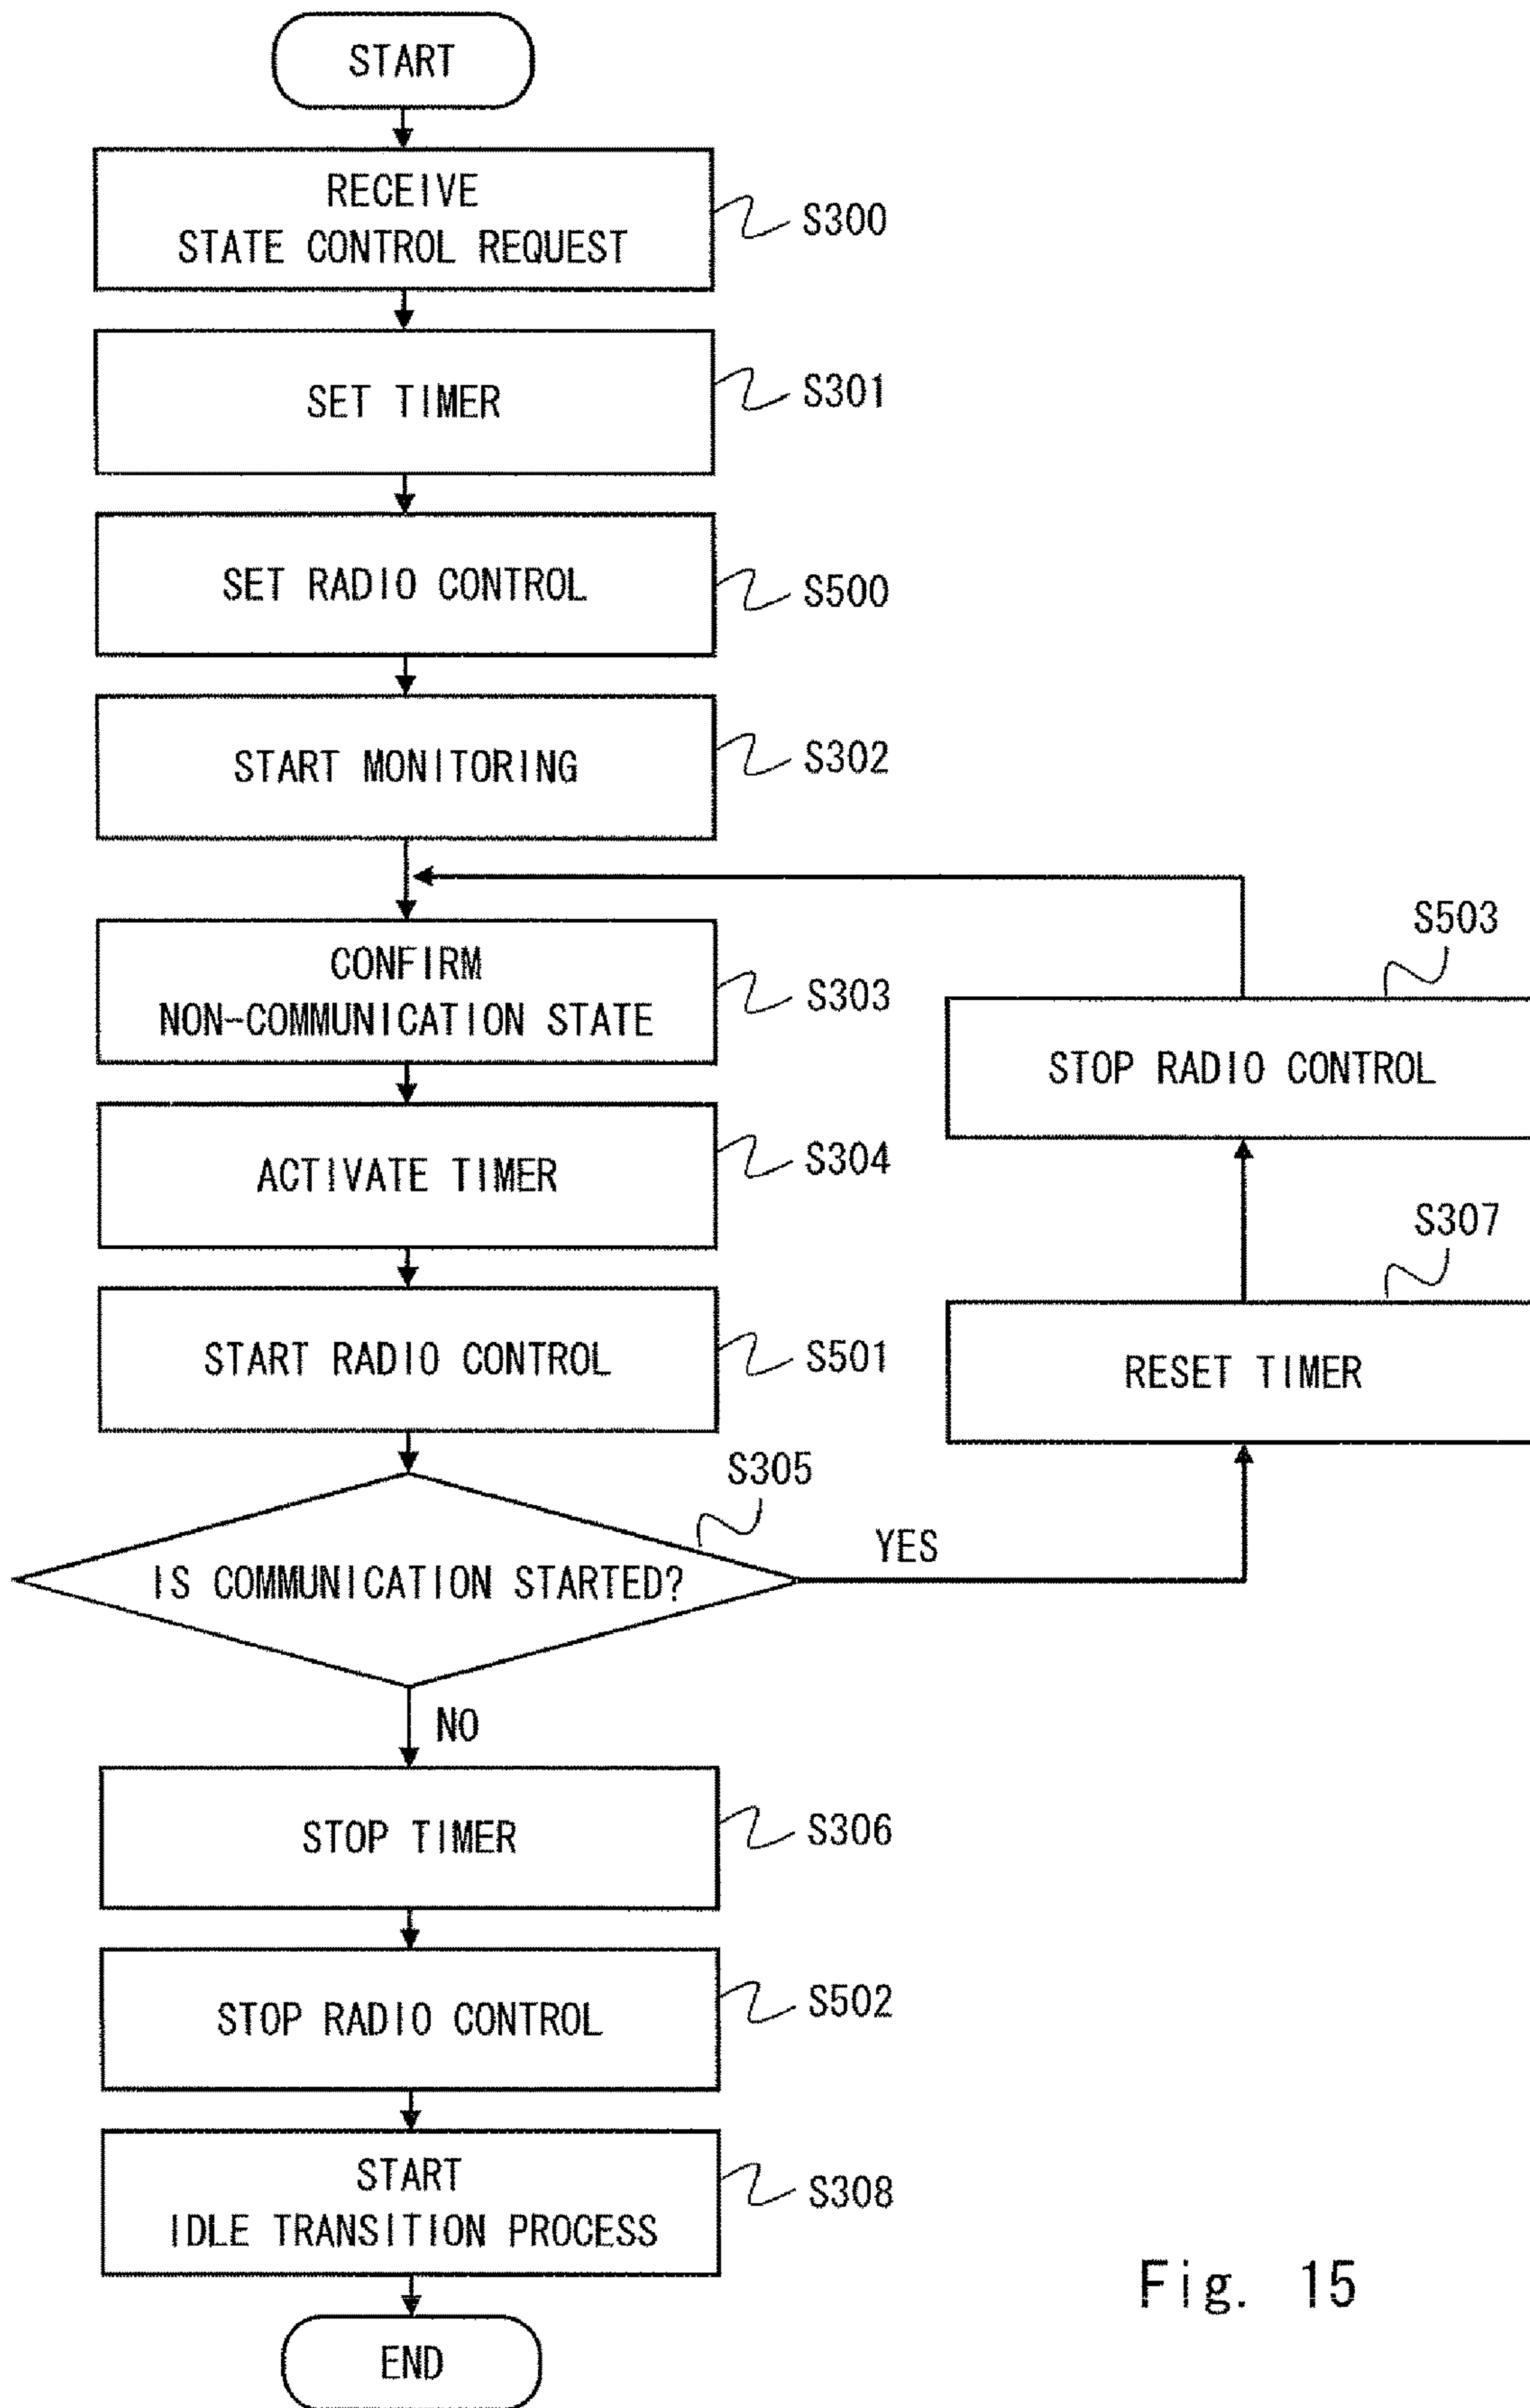 START
RECEIVE
STATE CONTROL REQUEST
S300
SET TIMER
S301
SET RADIO CONTROL
S500
START MONITORING
S302
CONFIRM
NON-COMMUNICATION STATE
S303
S503
STOP RADIO CONTROL
ACTIVATE TIMER
S304
S307
RESET TIMER
START RADIO CONTROL
S501
S305
IS COMMUNICATION STARTED?
YES
NO
STOP TIMER
S306
STOP RADIO CONTROL
S502
START
IDLE TRANSITION PROCESS
S308
END
Fig. 15